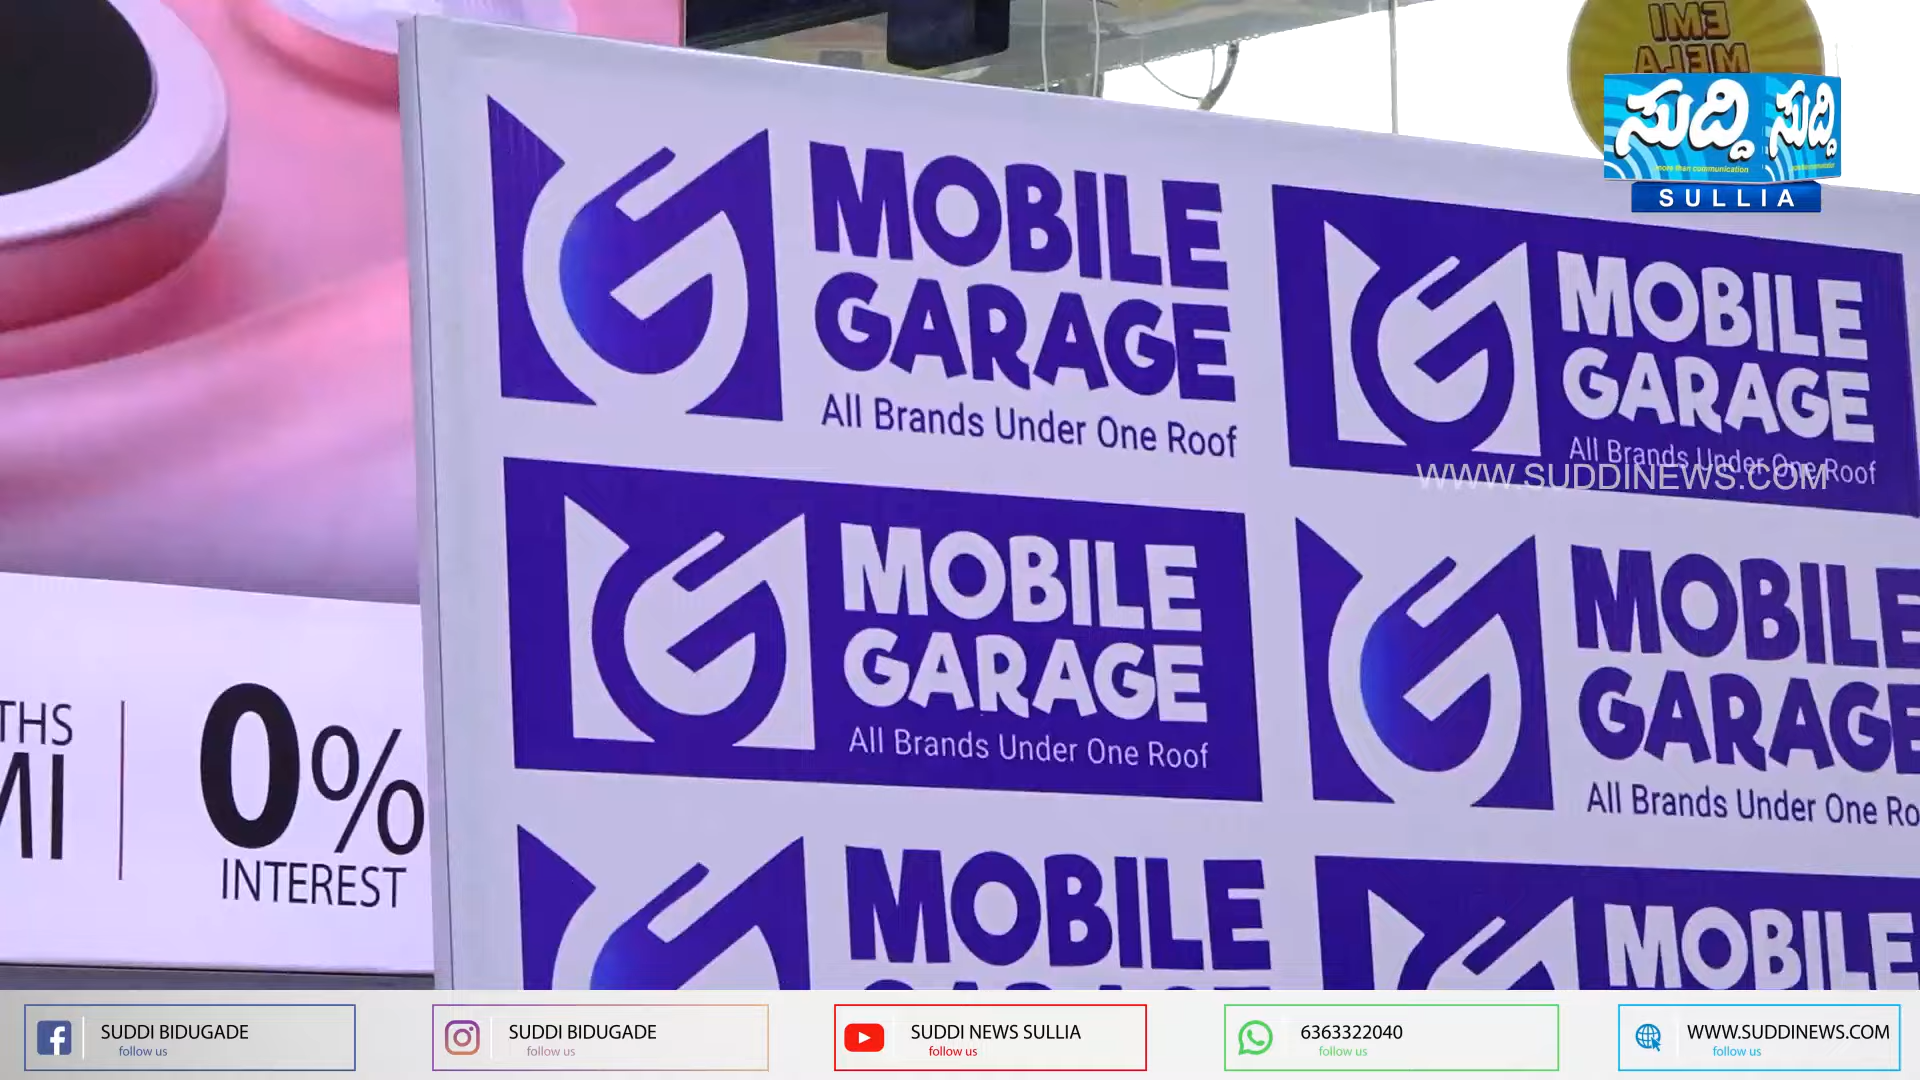 EMI
MELA
ಸುದ್ದಿ ಸುದ್ದಿ
more than communication
SULLIA
MOBILE
GARAGE
All Brands Under One Roof
MOBILE
GARAGE
All Brands Under One Roof
WWW.SUDDINEWS.COM
MOBILE
GARAGE
All Brands Under One Roof
MOBILE
GARAGE
All Brands Under One Ro
THS
MI
0%
INTEREST
MOBILE
MOBILE
SUDDI BIDUGADE
follow us
SUDDI BIDUGADE
follow us
SUDDI NEWS SULLIA
follow us
6363322040
follow us
WWW.SUDDINEWS.COM
follow us